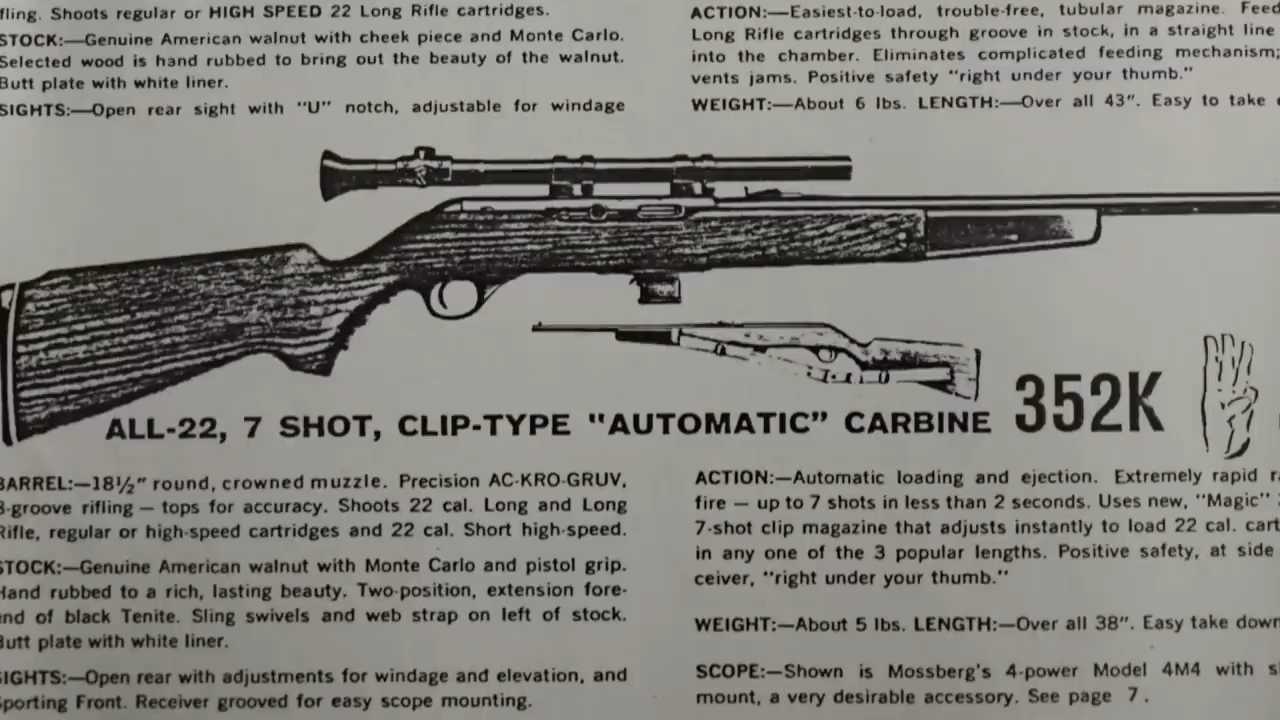 fling. Shoots regular or HIGH SPEED 22 Long Rifle cartridges.
STOCK:—Genuine American walnut with cheek piece and Monte Carlo.
Selected wood is hand rubbed to bring out the beauty of the walnut.
Butt plate with white liner.
SIGHTS:—Open rear sight with "U" notch, adjustable for windage
ACTION:—Easiest-to-load, trouble-free, tubular magazine. Feed
Long Rifle cartridges through groove in stock, in a straight line
into the chamber. Eliminates complicated feeding mechanism;
vents jams. Positive safety "right under your thumb."
WEIGHT:—About 6 lbs. LENGTH:—Over all 43". Easy to take
ALL-22, 7 SHOT, CLIP-TYPE "AUTOMATIC" CARBINE 352K
BARREL:—18½" round, crowned muzzle. Precision AC-KRO-GRUV,
8-groove rifling — tops for accuracy. Shoots 22 cal. Long and Long
Rifle, regular or high-speed cartridges and 22 cal. Short high-speed.
STOCK:—Genuine American walnut with Monte Carlo and pistol grip.
Hand rubbed to a rich, lasting beauty. Two-position, extension fore-
end of black Tenite. Sling swivels and web strap on left of stock.
Butt plate with white liner.
SIGHTS:—Open rear with adjustments for windage and elevation, and
Sporting Front. Receiver grooved for easy scope mounting.
ACTION:—Automatic loading and ejection. Extremely rapid
fire — up to 7 shots in less than 2 seconds. Uses new, "Magic"
7-shot clip magazine that adjusts instantly to load 22 cal. cart
in any one of the 3 popular lengths. Positive safety, at side
ceiver, "right under your thumb."
WEIGHT:—About 5 lbs. LENGTH:—Over all 38". Easy take down
SCOPE:—Shown is Mossberg's 4-power Model 4M4 with
mount, a very desirable accessory. See page 7.